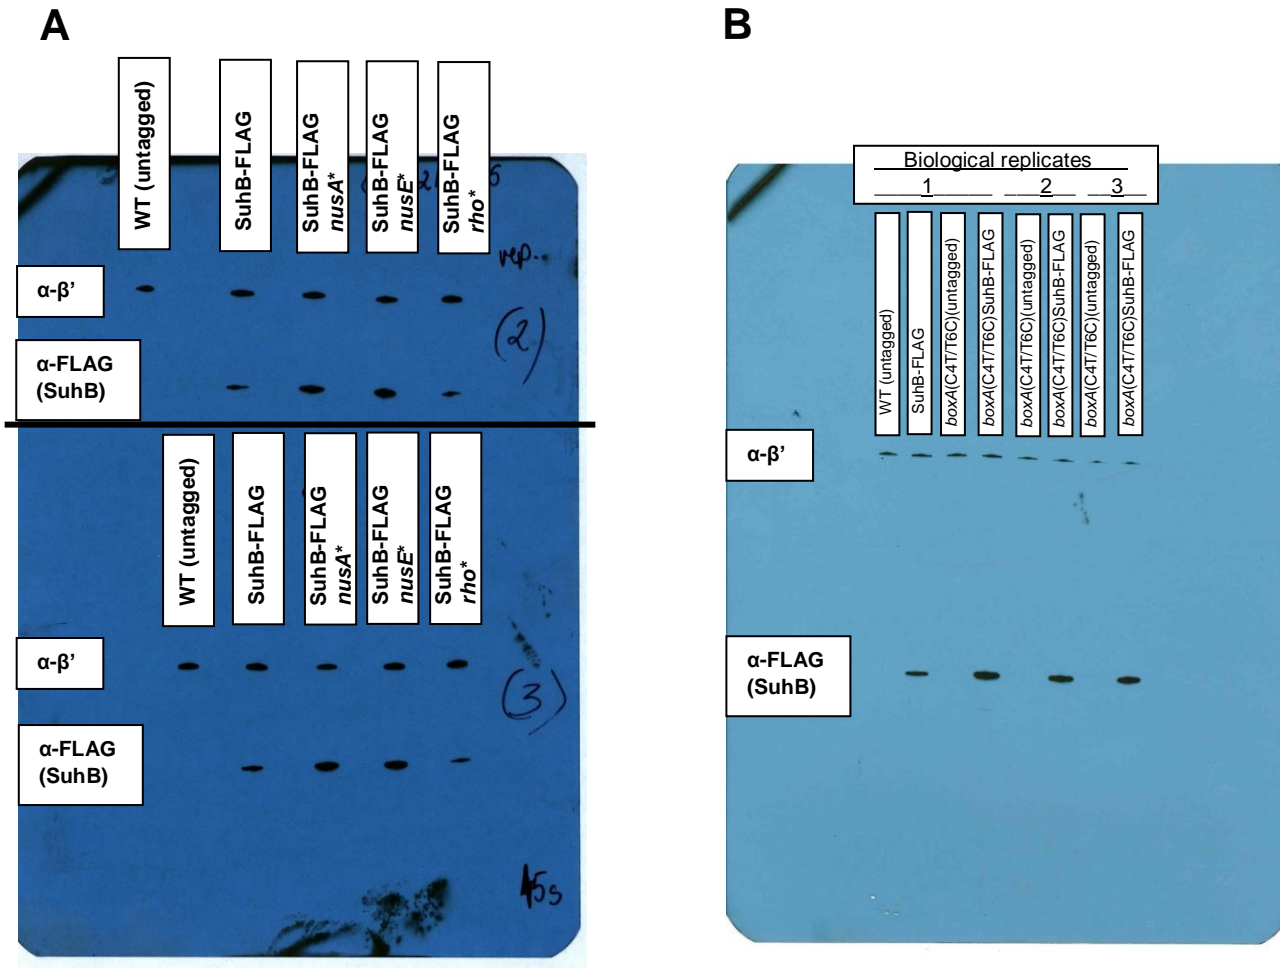 A
WT (untagged)
SuhB-FLAG
SuhB-FLAG
nusA*
SuhB-FLAG
nusE*
SuhB-FLAG
rho*
rep.
α-β’
(2)
α-FLAG
(SuhB)
WT (untagged)
SuhB-FLAG
SuhB-FLAG
nusA*
SuhB-FLAG
nusE*
SuhB-FLAG
rho*
α-β’
(3)
α-FLAG
(SuhB)
45s
B
Biological replicates
1 2 3
WT (untagged)
SuhB-FLAG
boxA(C4T/T6C)(untagged)
boxA(C4T/T6C)SuhB-FLAG
boxA(C4T/T6C)(untagged)
boxA(C4T/T6C)SuhB-FLAG
boxA(C4T/T6C)(untagged)
boxA(C4T/T6C)SuhB-FLAG
α-β’
α-FLAG
(SuhB)